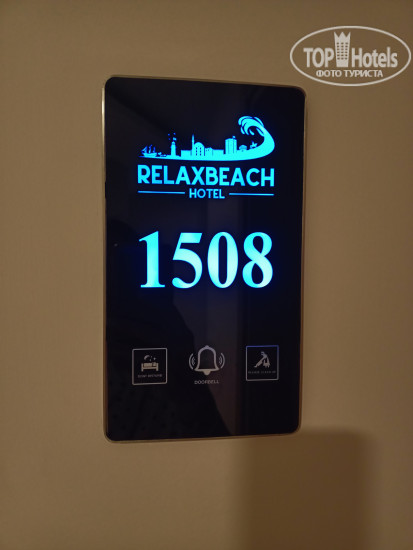 TOP Hotels
ФОТО ТУРИСТА
RELAXBEACH
HOTEL
1508
DOORBELL